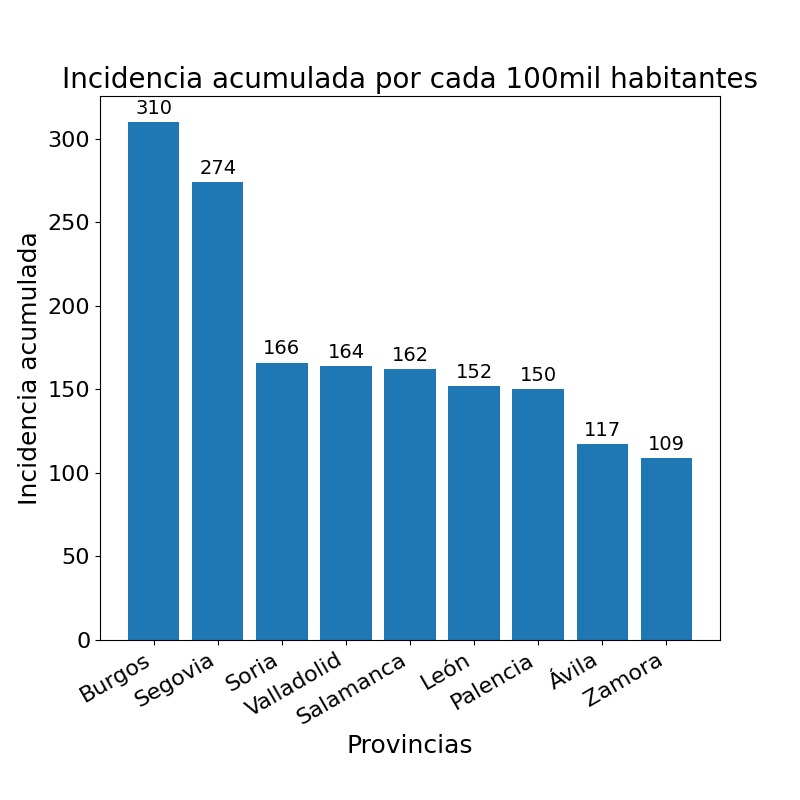 Incidencia acumulada por cada 100mil habitantes
310
274
166
164
162
152
150
117
109
300
250
200
150
100
50
0
Incidencia acumulada
Burgos
Segovia
Soria
Valladolid
Salamanca
León
Palencia
Ávila
Zamora
Provincias